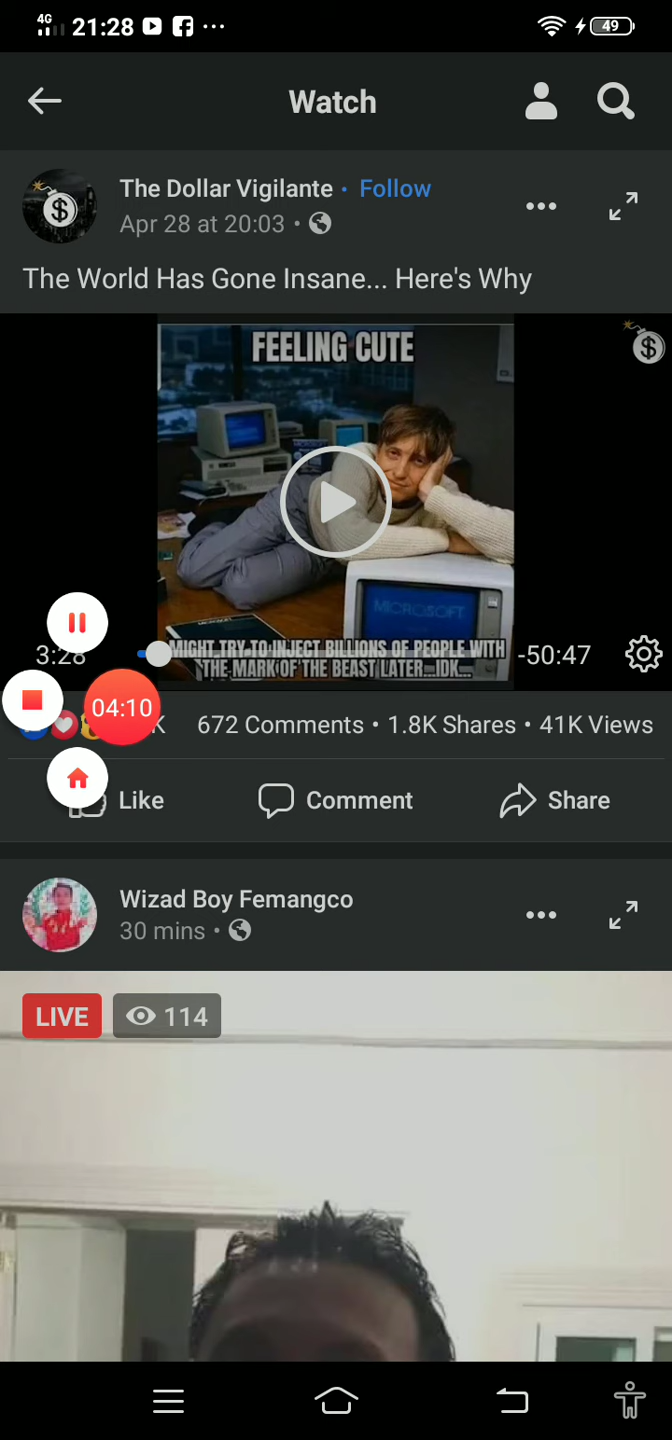 4G 21:28 49
Watch
The Dollar Vigilante • Follow
Apr 28 at 20:03 •
The World Has Gone Insane... Here's Why
$
FEELING CUTE
MICROSOFT
3:28
-50:47
MIGHT TRY TO INJECT BILLIONS OF PEOPLE WITH
THE MARK OF THE BEAST LATER...IDK...
04:10
K 672 Comments • 1.8K Shares • 41K Views
Like Comment Share
Wizad Boy Femangco
30 mins •
LIVE 114